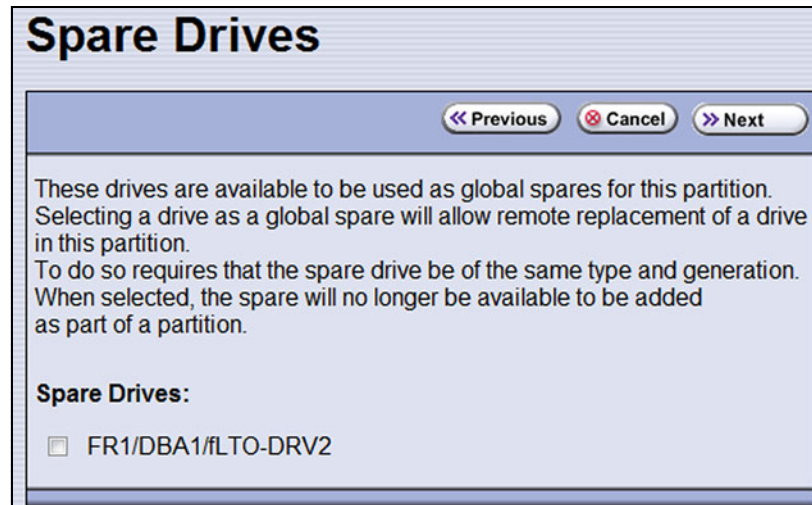 Spare Drives
Previous Cancel Next
These drives are available to be used as global spares for this partition.
Selecting a drive as a global spare will allow remote replacement of a drive
in this partition.
To do so requires that the spare drive be of the same type and generation.
When selected, the spare will no longer be available to be added
as part of a partition.
Spare Drives:
FR1/DBA1/fLTO-DRV2